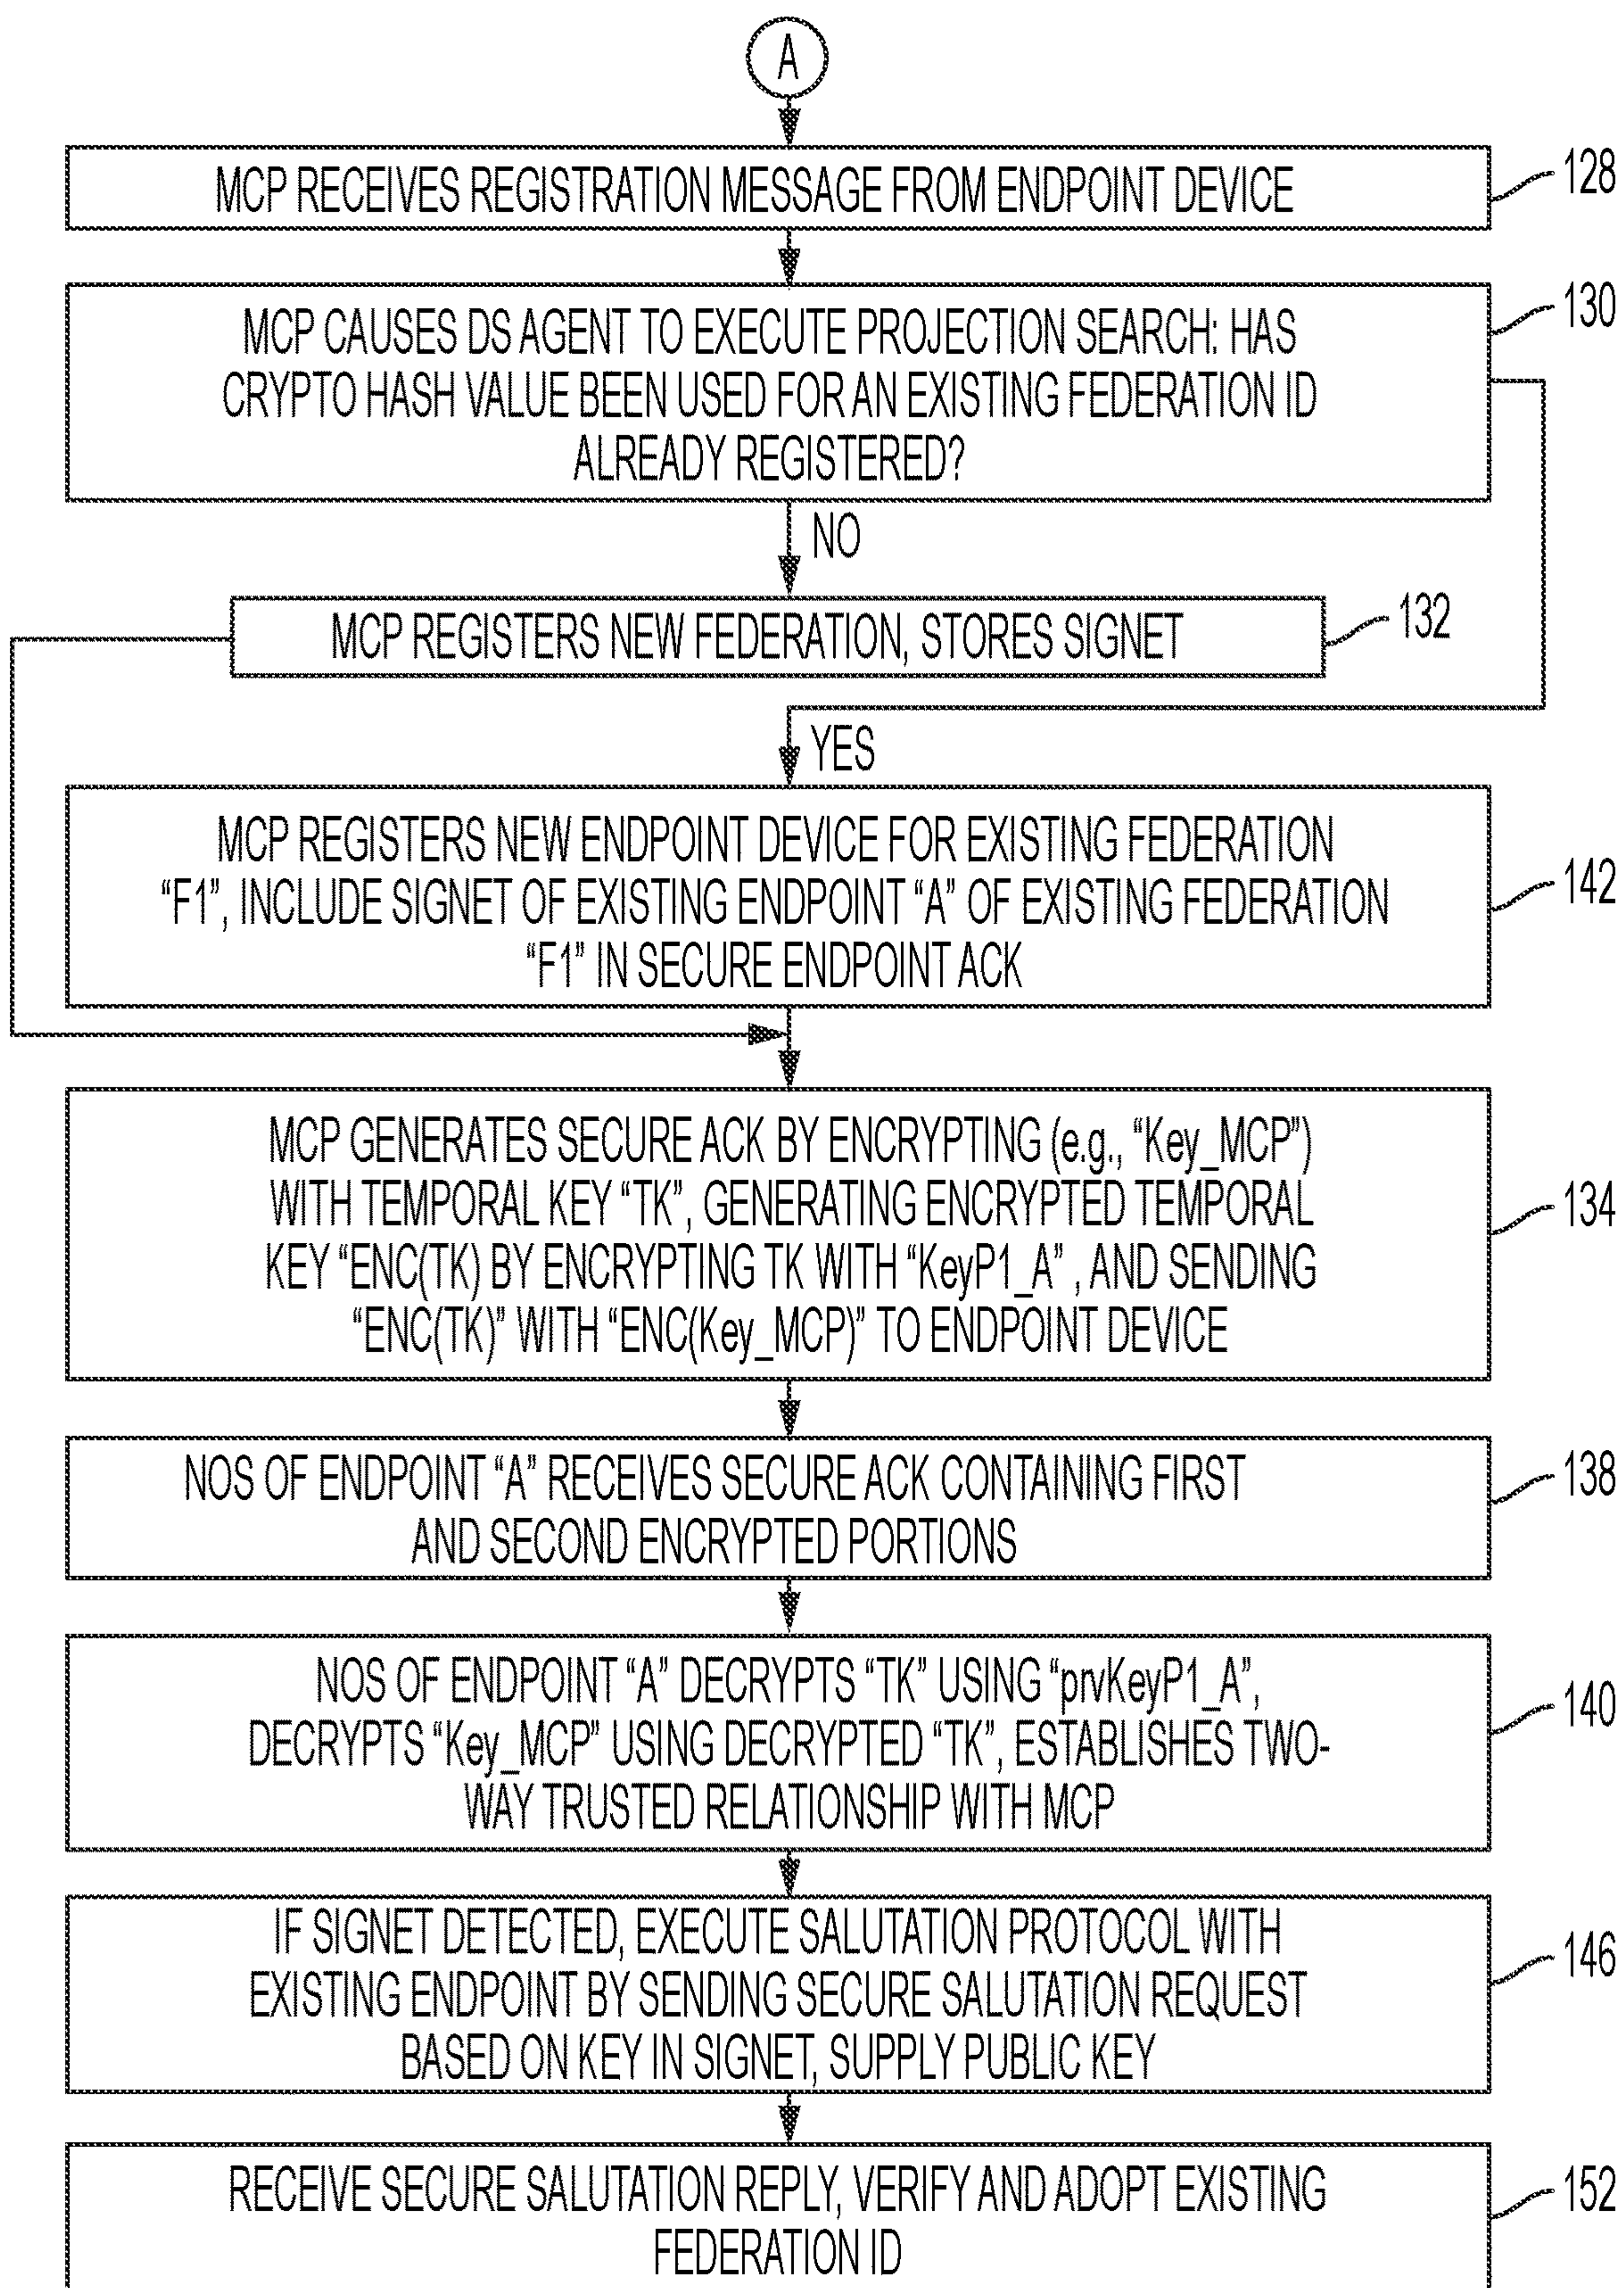 A
MCP RECEIVES REGISTRATION MESSAGE FROM ENDPOINT DEVICE
128
MCP CAUSES DS AGENT TO EXECUTE PROJECTION SEARCH: HAS
CRYPTO HASH VALUE BEEN USED FOR AN EXISTING FEDERATION ID
ALREADY REGISTERED?
130
NO
MCP REGISTERS NEW FEDERATION, STORES SIGNET
132
YES
MCP REGISTERS NEW ENDPOINT DEVICE FOR EXISTING FEDERATION
“F1”, INCLUDE SIGNET OF EXISTING ENDPOINT “A” OF EXISTING FEDERATION
“F1” IN SECURE ENDPOINT ACK
142
MCP GENERATES SECURE ACK BY ENCRYPTING (e.g., “Key_MCP”)
WITH TEMPORAL KEY “TK”, GENERATING ENCRYPTED TEMPORAL
KEY “ENC(TK) BY ENCRYPTING TK WITH “KeyP1_A” , AND SENDING
“ENC(TK)” WITH “ENC(Key_MCP)” TO ENDPOINT DEVICE
134
NOS OF ENDPOINT “A” RECEIVES SECURE ACK CONTAINING FIRST
AND SECOND ENCRYPTED PORTIONS
138
NOS OF ENDPOINT “A” DECRYPTS “TK” USING “prvKeyP1_A”,
DECRYPTS “Key_MCP” USING DECRYPTED “TK”, ESTABLISHES TWO-
WAY TRUSTED RELATIONSHIP WITH MCP
140
IF SIGNET DETECTED, EXECUTE SALUTATION PROTOCOL WITH
EXISTING ENDPOINT BY SENDING SECURE SALUTATION REQUEST
BASED ON KEY IN SIGNET, SUPPLY PUBLIC KEY
146
RECEIVE SECURE SALUTATION REPLY, VERIFY AND ADOPT EXISTING
FEDERATION ID
152